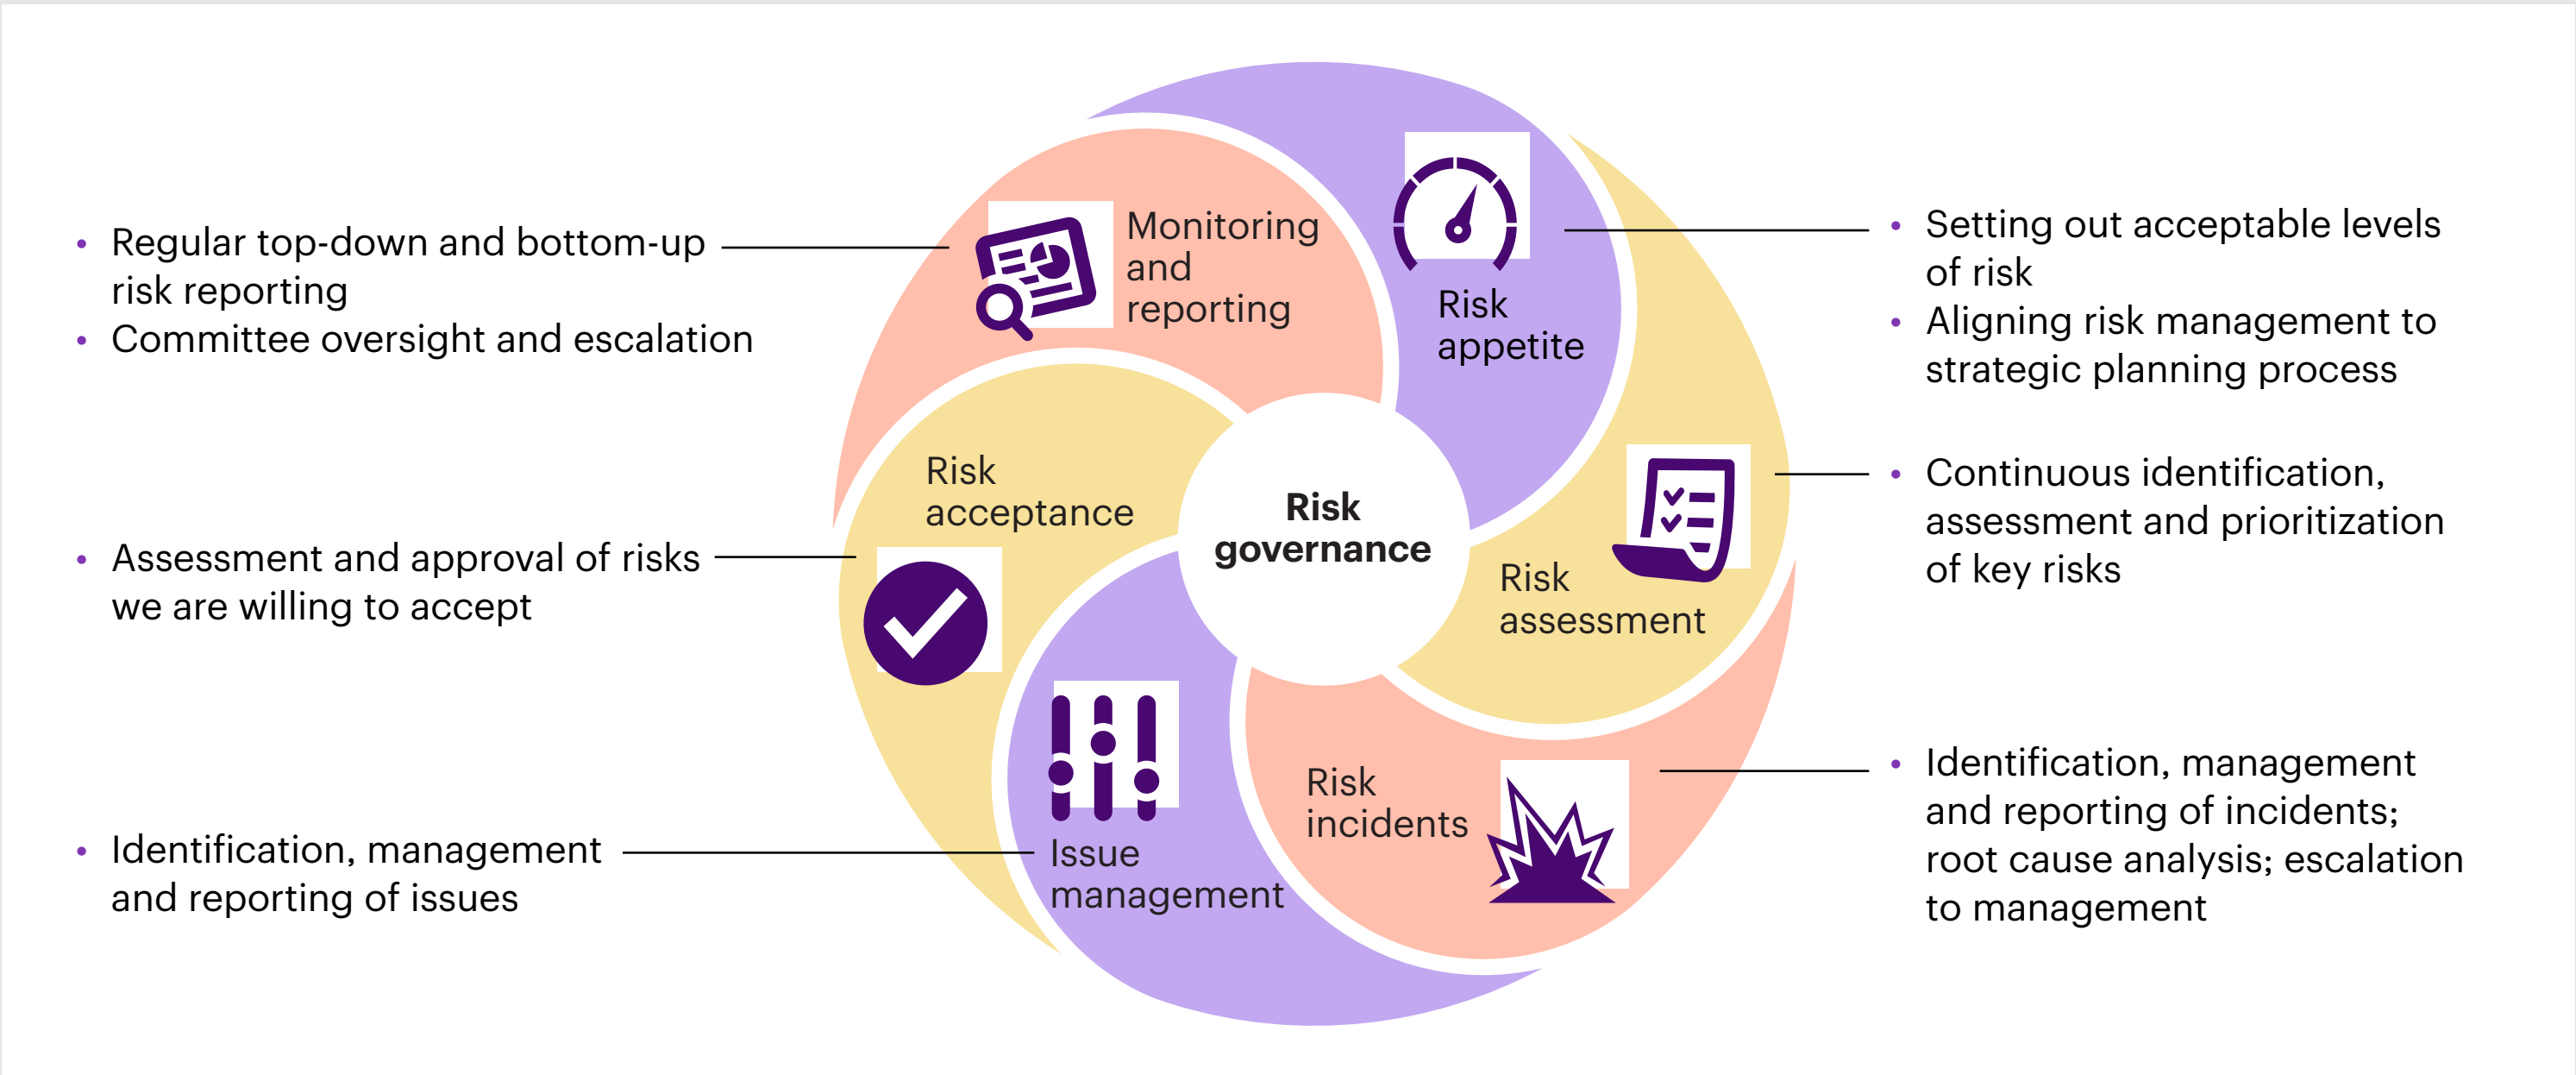 Regular top-down and bottom-up
risk reporting
Committee oversight and escalation
Assessment and approval of risks
we are willing to accept
Identification, management
and reporting of issues
Monitoring
and
reporting
Risk
appetite
Risk
acceptance
Risk
governance
Risk
assessment
Risk
incidents
Issue
management
Setting out acceptable levels
of risk
Aligning risk management to
strategic planning process
Continuous identification,
assessment and prioritization
of key risks
Identification, management
and reporting of incidents;
root cause analysis; escalation
to management